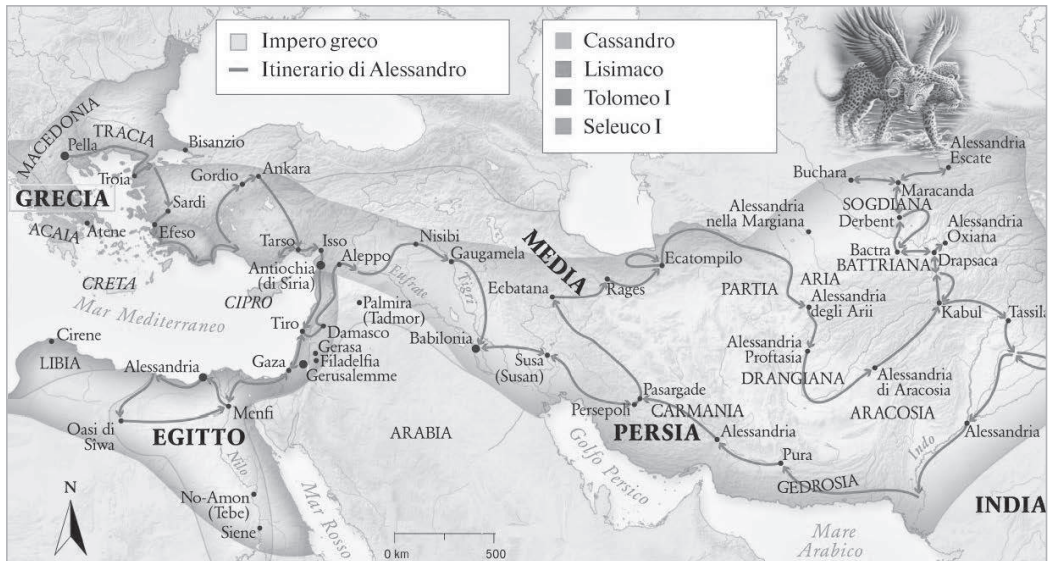 Impero greco
Itinerario di Alessandro
Cassandro
Lisimaco
Tolomeo I
Seleuco I
MACEDONIA
TRACIA
Pella
Bisanzio
Troia
Gordio
Ankara
GRECIA
Sardi
ACAIA
Atene
Efeso
Tarso
Isso
Nisibi
Antiochia
(di Siria)
Aleppo
Gaugamela
CRETA
CIPRO
Eufrate
Tigri
Mar Mediterraneo
Palmira
(Tadmor)
Tiro
Damasco
Cirene
Gerasa
Filadelfia
Babilonia
LIBIA
Alessandria
Gaza
Gerusalemme
Menfi
Oasi di
Siwa
EGITTO
ARABIA
Nilo
No-Amon
(Tebe)
Siene
Mar Rosso
N
0 km
500
MEDIA
Ecbatana
Rages
Ecatompilo
Susa
(Susan)
Pasargade
Persepoli
CARMANIA
PERSIA
Alessandria
Golfo Persico
Pura
GEDROSIA
Mare
Arabico
Alessandria
nella Margiana
PARTIA
ARIA
Alessandria
degli Arii
Alessandria
Proftasia
DRANGIANA
Alessandria
di Aracosia
ARACOSIA
Buchara
Alessandria
Escate
Maracanda
SOGDIANA
Derbent
Alessandria
Oxiana
Bactra
BATTRIANA
Drapsaca
Kabul
Tassila
Alessandria
Indo
INDIA